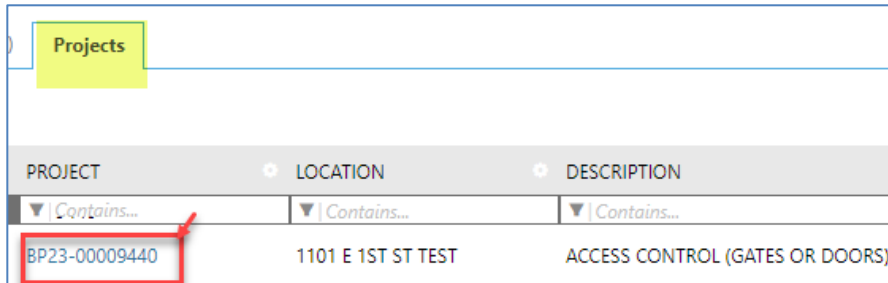 ) Projects
PROJECT LOCATION DESCRIPTION
Contains... Contains... Contains...
BP23-00009440 1101 E 1ST ST TEST ACCESS CONTROL (GATES OR DOORS)